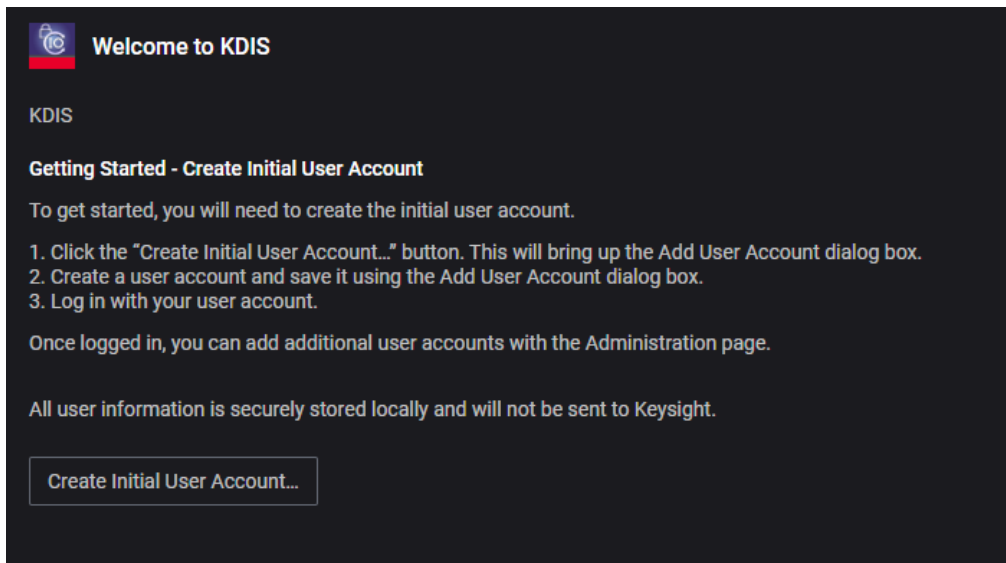 Welcome to KDIS
KDIS
Getting Started - Create Initial User Account
To get started, you will need to create the initial user account.
1. Click the “Create Initial User Account…” button. This will bring up the Add User Account dialog box.
2. Create a user account and save it using the Add User Account dialog box.
3. Log in with your user account.
Once logged in, you can add additional user accounts with the Administration page.
All user information is securely stored locally and will not be sent to Keysight.
Create Initial User Account…